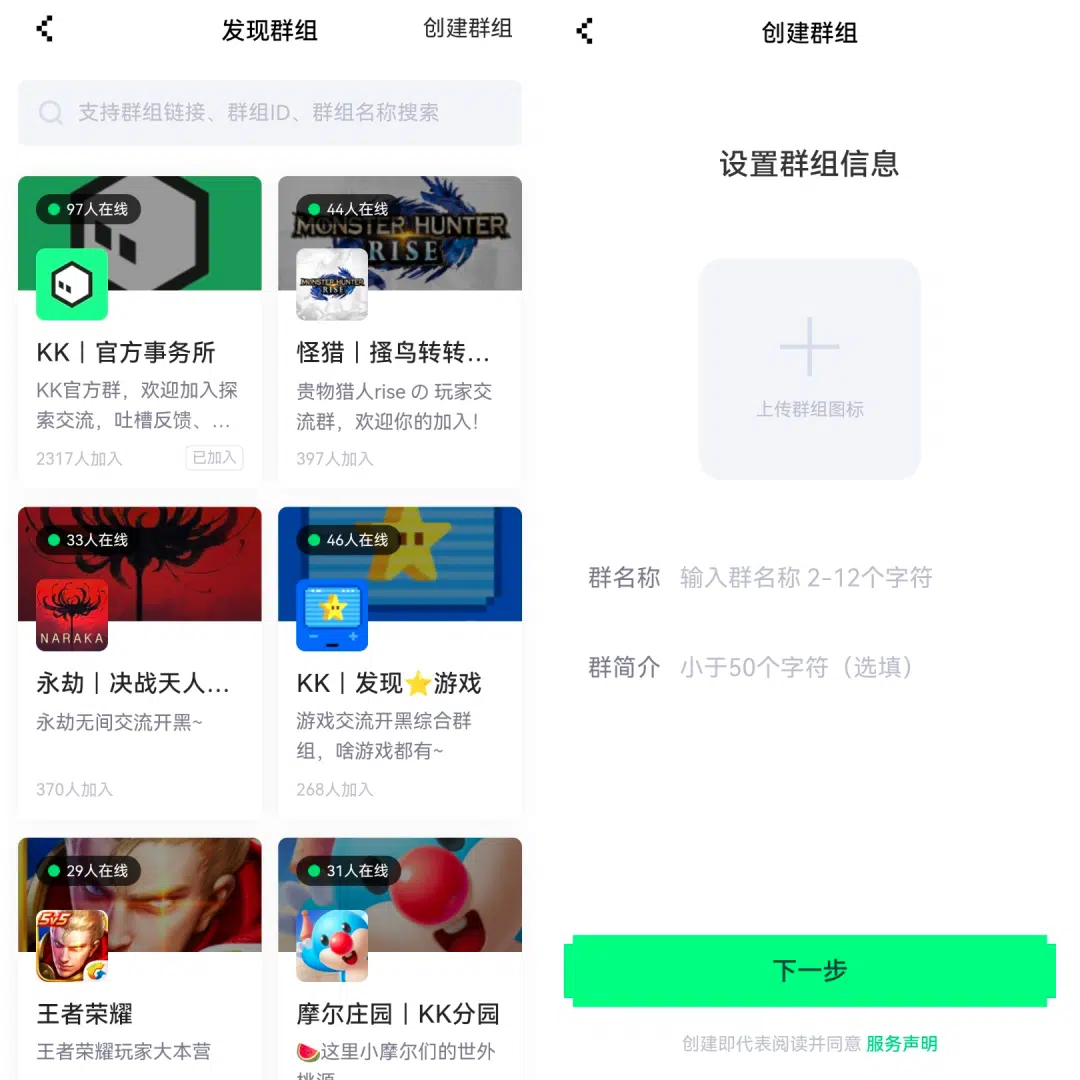 发现群组
创建群组
支持群组链接、群组ID、群组名称搜索
97人在线
KK丨官方事务所
KK官方群，欢迎加入探
索交流，吐槽反馈、...
2317人加入
已加入
44人在线
MONSTER HUNTER
RISE
MONSTER HUNTER
RISE
怪猎丨搔鸟转转...
贵物猎人rise の 玩家交
流群，欢迎你的加入！
397人加入
33人在线
NARAKA
永劫丨决战天人...
永劫无间交流开黑~
370人加入
46人在线
KK丨发现⭐游戏
游戏交流开黑综合群
组，啥游戏都有~
268人加入
29人在线
5v5
王者荣耀
王者荣耀玩家大本营
31人在线
摩尔庄园丨KK分园
🍉这里小摩尔们的世外
桃源
创建群组
设置群组信息
上传群组图标
群名称 输入群名称 2-12个字符
群简介 小于50个字符（选填）
下一步
创建即代表阅读并同意 服务声明